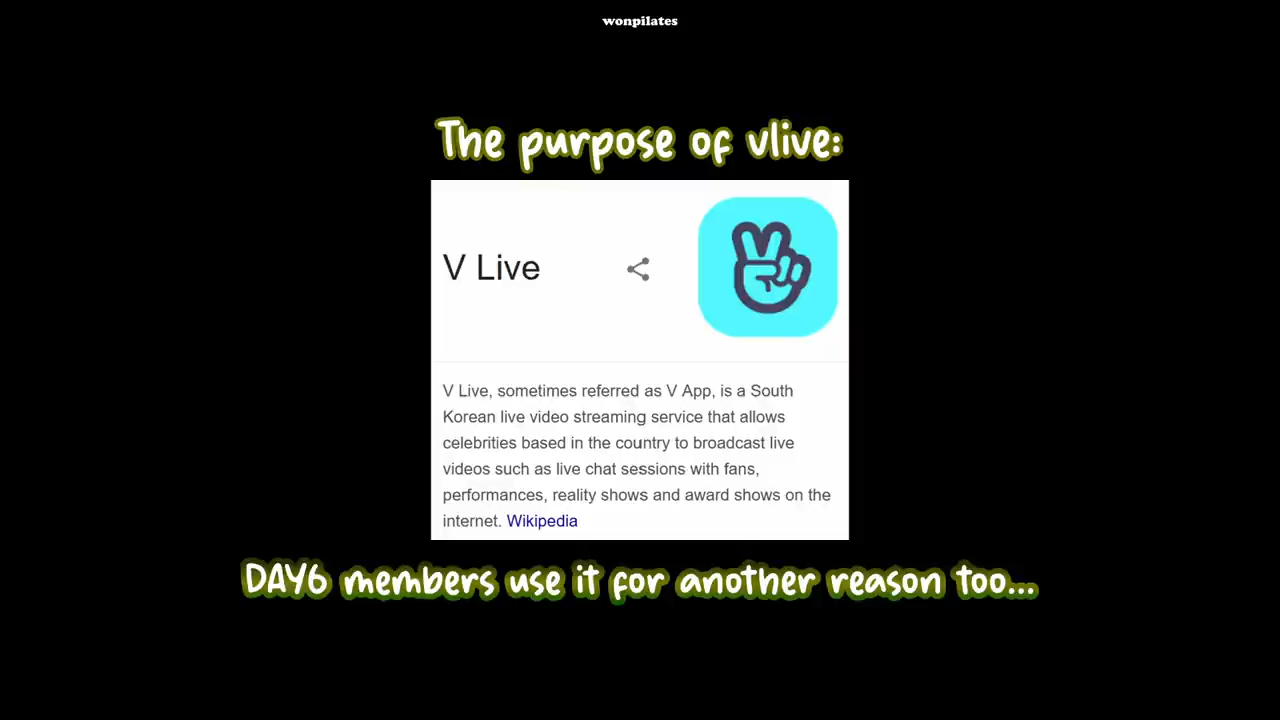 wonpilates
The purpose of vlive:
V Live
V Live, sometimes referred as V App, is a South
Korean live video streaming service that allows
celebrities based in the country to broadcast live
videos such as live chat sessions with fans,
performances, reality shows and award shows on the
internet. Wikipedia
DAY6 members use it for another reason too...